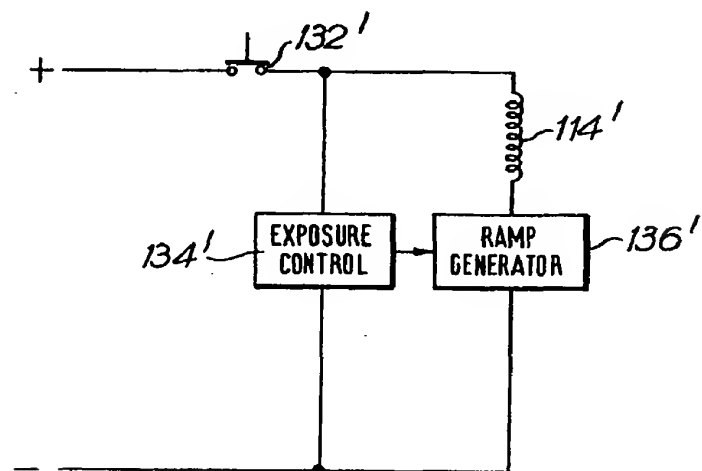 132'
+
114'
EXPOSURE
CONTROL
134'
RAMP
GENERATOR
136'
—